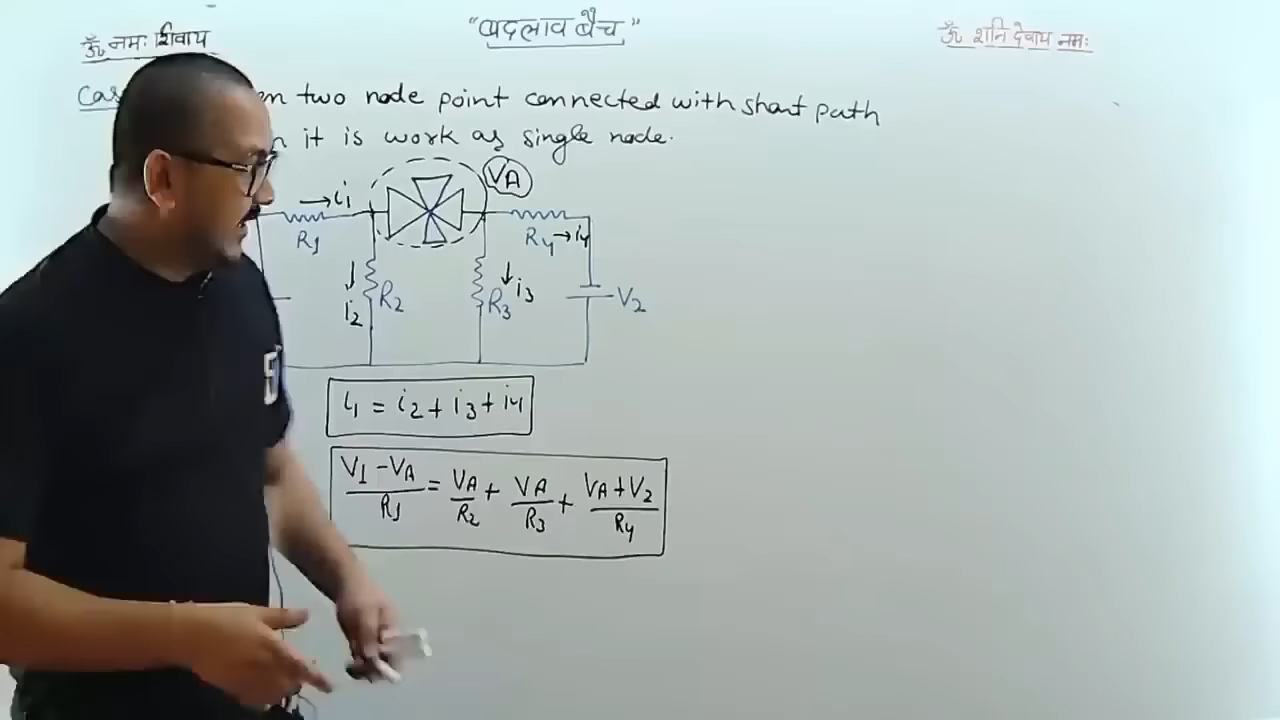 ॐ नमः शिवाय
"बदलाव बैच"
ॐ शनि देवाय नमः
two node point connected with short path
it is work as single node.
VA
→i1
R1
R4 →i4
↓ i2
R2
↓ i3
R3
V2
i1 = i2 + i3 + i4
(V1 - VA)/R1 = VA/R2 + VA/R3 + (VA + V2)/R4